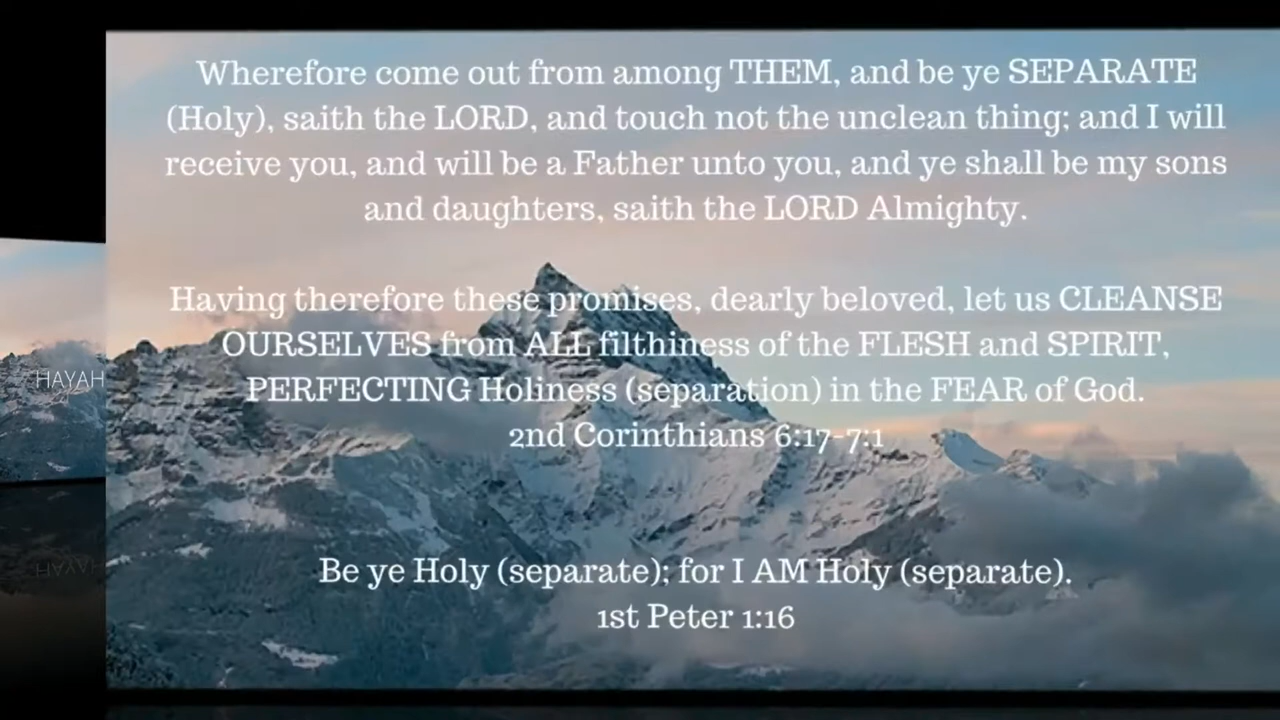 Wherefore come out from among THEM, and be ye SEPARATE
(Holy), saith the LORD, and touch not the unclean thing; and I will
receive you, and will be a Father unto you, and ye shall be my sons
and daughters, saith the LORD Almighty.
Having therefore these promises, dearly beloved, let us CLEANSE
OURSELVES from ALL filthiness of the FLESH and SPIRIT,
PERFECTING Holiness (separation) in the FEAR of God.
2nd Corinthians 6:17-7:1
Be ye Holy (separate); for I AM Holy (separate).
1st Peter 1:16
HAYAH